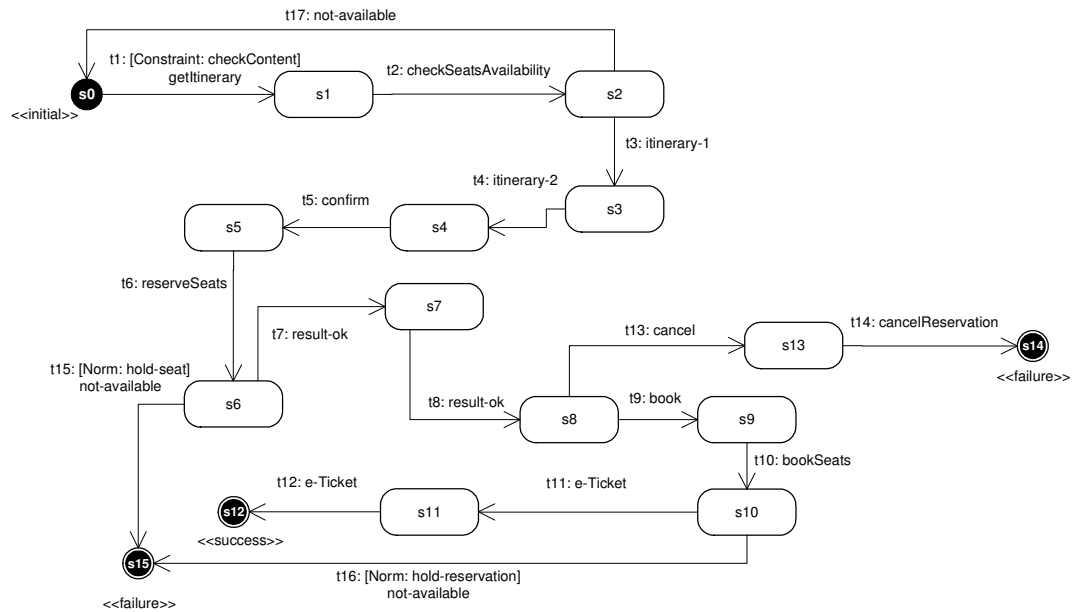 t17: not-available
t1: [Constraint: checkContent]
getItinerary
t2: checkSeatsAvailability
s0
s1
s2
<<initial>>
t3: itinerary-1
t4: itinerary-2
t5: confirm
s3
s5
s4
t6: reserveSeats
s7
t7: result-ok
t13: cancel
t14: cancelReservation
s13
s14
<<failure>>
t15: [Norm: hold-seat]
not-available
s6
t8: result-ok
s8
t9: book
s9
t10: bookSeats
t12: e-Ticket
t11: e-Ticket
s12
s11
s10
<<success>>
s15
t16: [Norm: hold-reservation]
not-available
<<failure>>